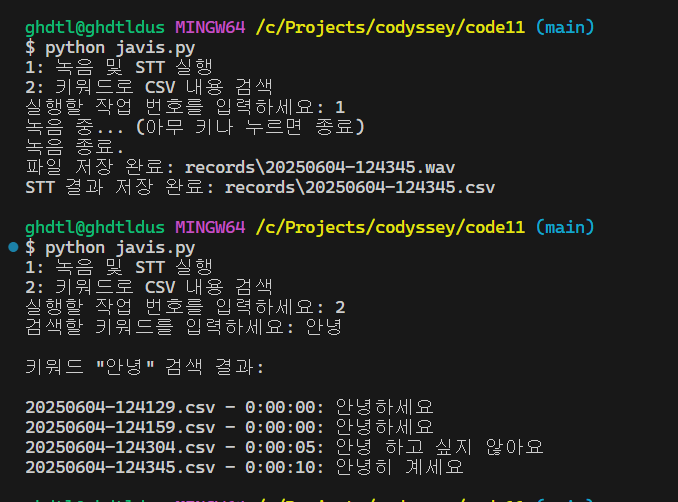 ghdtl@ghdtldus MINGW64 /c/Projects/codyssey/code11 (main)
$ python javis.py
1: 녹음 및 STT 실행
2: 키워드로 CSV 내용 검색
실행할 작업 번호를 입력하세요: 1
녹음 중... (아무 키나 누르면 종료)
녹음 종료.
파일 저장 완료: records\20250604-124345.wav
STT 결과 저장 완료: records\20250604-124345.csv
ghdtl@ghdtldus MINGW64 /c/Projects/codyssey/code11 (main)
$ python javis.py
1: 녹음 및 STT 실행
2: 키워드로 CSV 내용 검색
실행할 작업 번호를 입력하세요: 2
검색할 키워드를 입력하세요: 안녕
키워드 "안녕" 검색 결과:
20250604-124129.csv - 0:00:00: 안녕하세요
20250604-124159.csv - 0:00:00: 안녕하세요
20250604-124304.csv - 0:00:05: 안녕 하고 싶지 않아요
20250604-124345.csv - 0:00:10: 안녕히 계세요